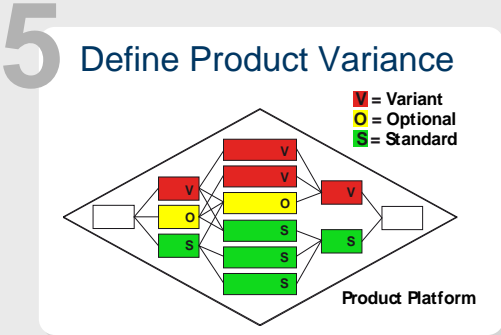 5
Define Product Variance
V = Variant
O = Optional
S = Standard
V
V
V
V
O
O
S
S
S
S
S
Product Platform